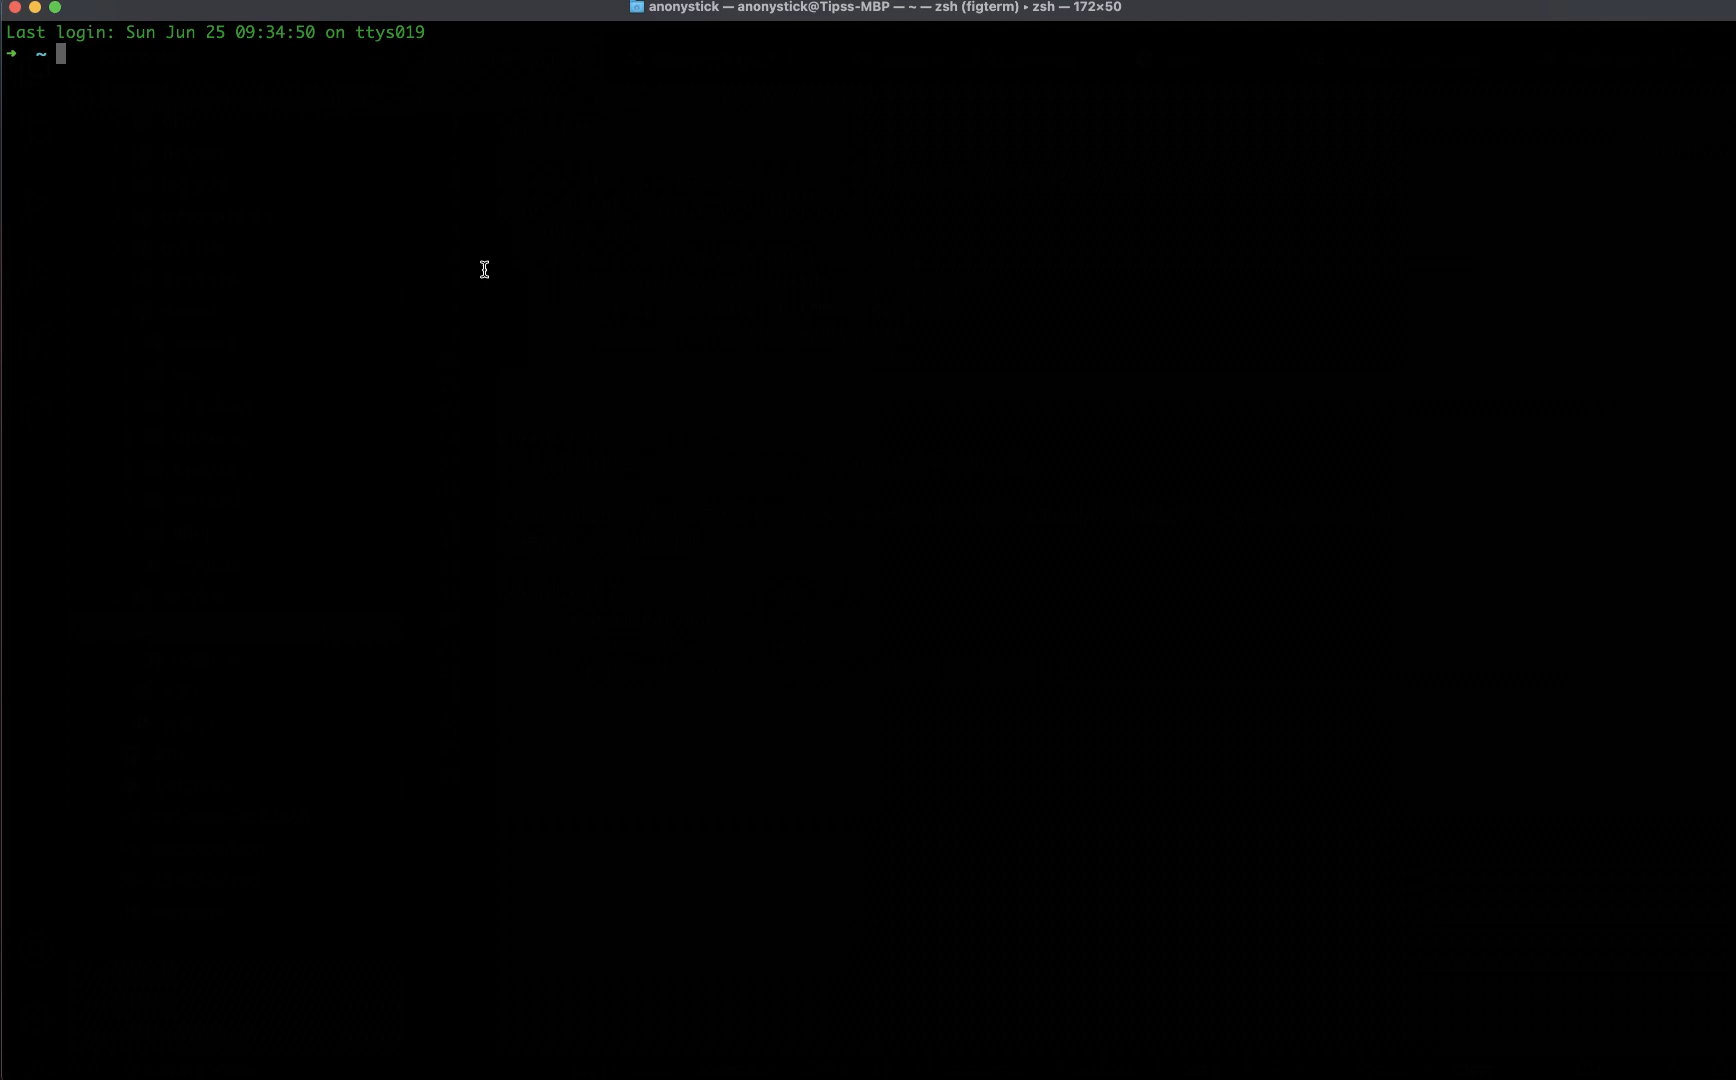 anonystick — anonystick@Tipss-MBP — ~ — zsh (figterm) ▸ zsh — 172×50
Last login: Sun Jun 25 09:34:50 on ttys019
➜ ~